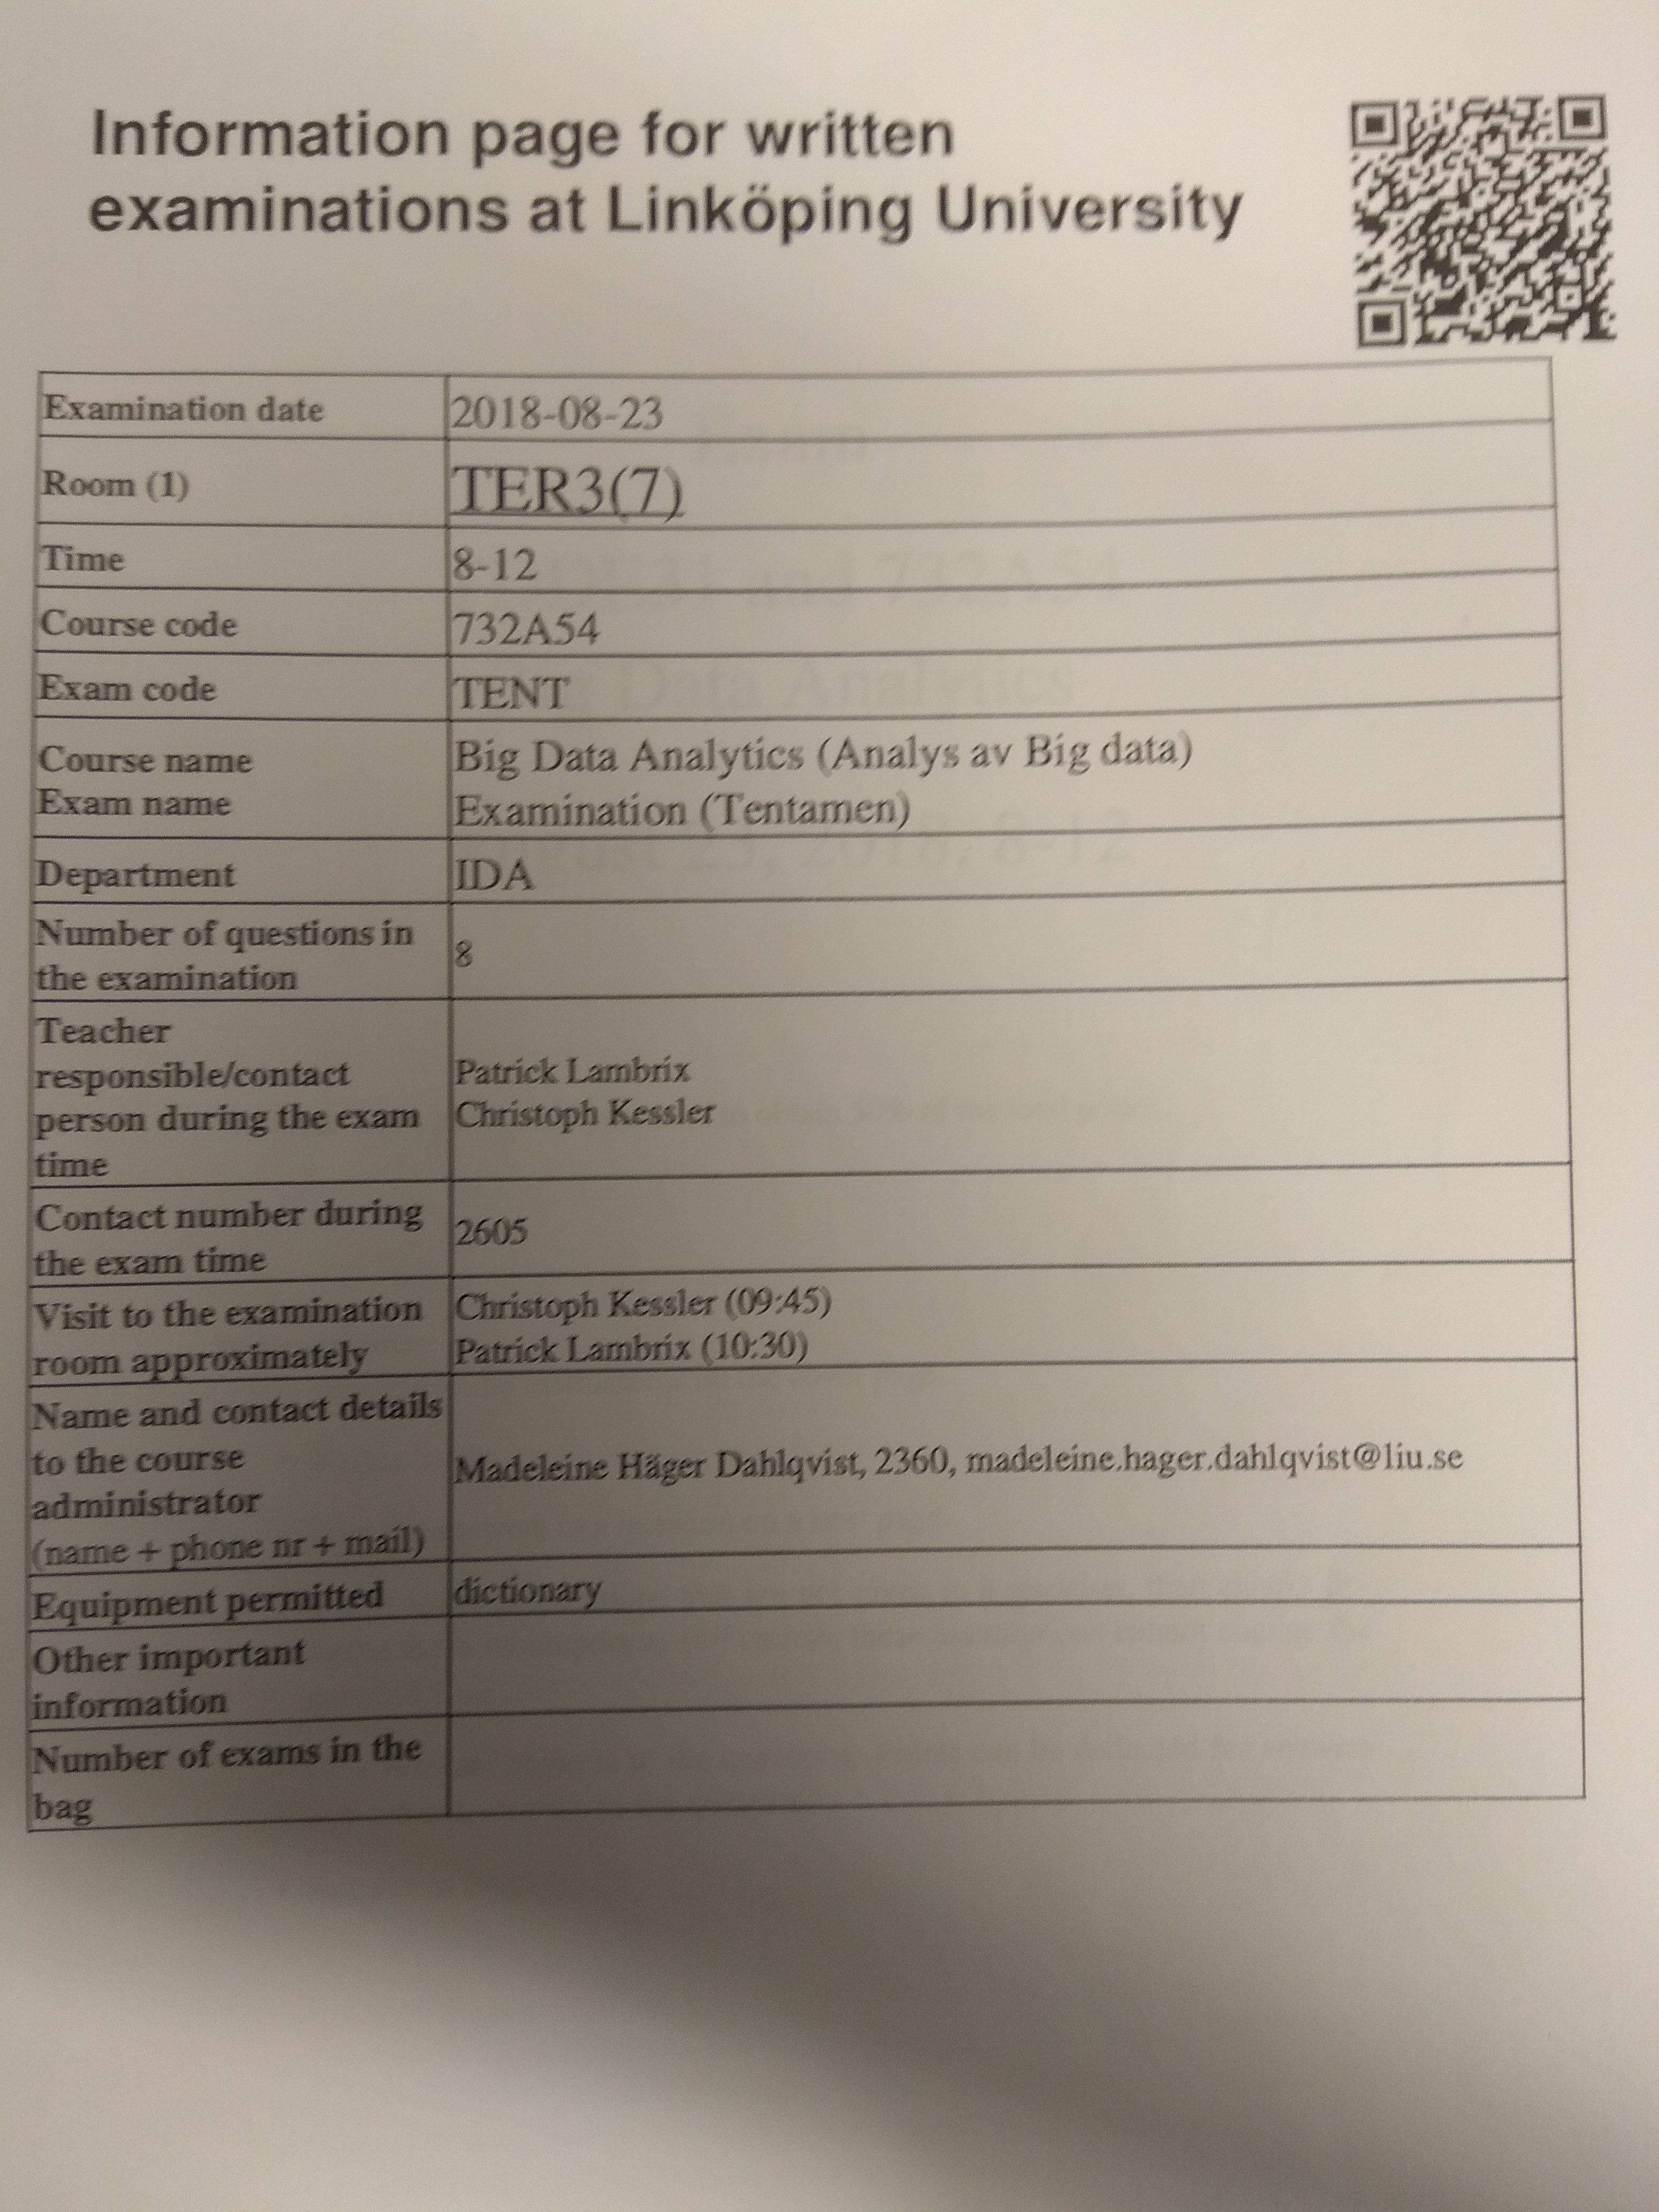 Information page for written
examinations at Linköping University
Examination date 2018-08-23
Room (1) TER3(7)
Time 8-12
Course code 732A54
Exam code TENT
Course name Big Data Analytics (Analys av Big data)
Exam name Examination (Tentamen)
Department IDA
Number of questions in
the examination
8
Teacher
responsible/contact
person during the exam
time
Patrick Lambrix
Christoph Kessler
Contact number during
the exam time
2605
Visit to the examination
room approximately
Christoph Kessler (09:45)
Patrick Lambrix (10:30)
Name and contact details
to the course
administrator
(name + phone nr + mail)
Madeleine Häger Dahlqvist, 2360, madeleine.hager.dahlqvist@liu.se
Equipment permitted dictionary
Other important
information
Number of exams in the
bag